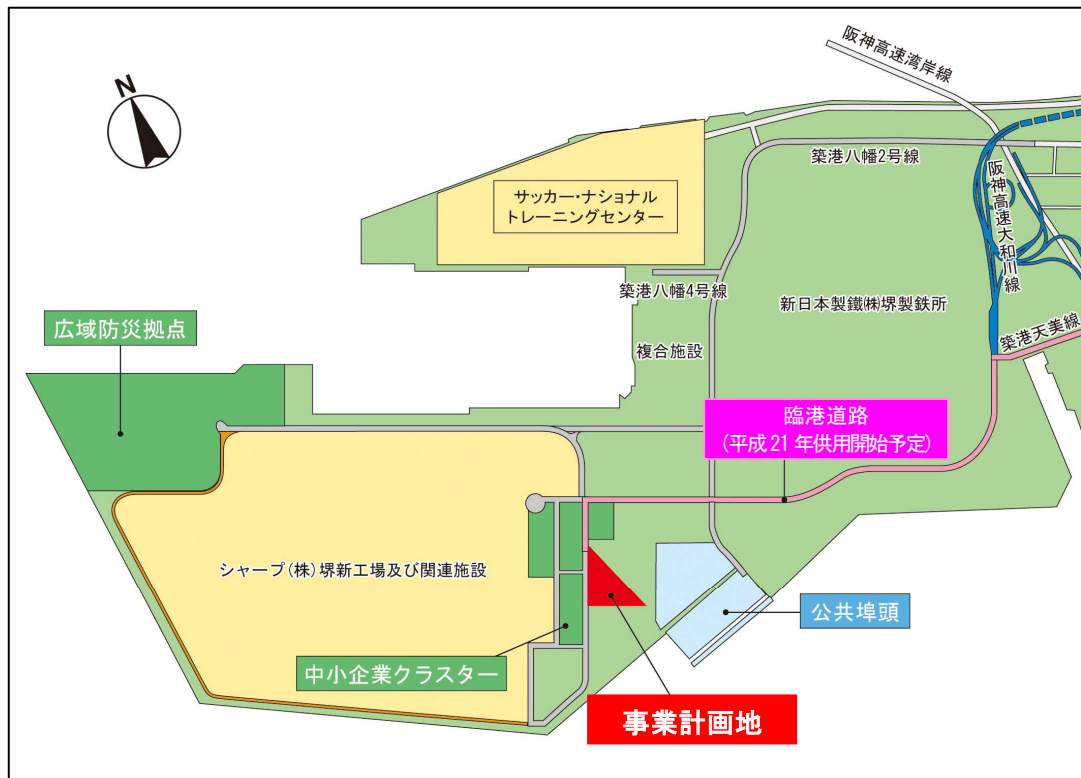 N
阪神高速湾岸線
築港八幡2号線
サッカー・ナショナル
トレーニングセンター
阪神高速大和川線
築港八幡4号線
新日本製鐵㈱堺製鉄所
広域防災拠点
築港天美線
複合施設
臨港道路
(平成21年供用開始予定)
シャープ(株)堺新工場及び関連施設
公共埠頭
中小企業クラスター
事業計画地